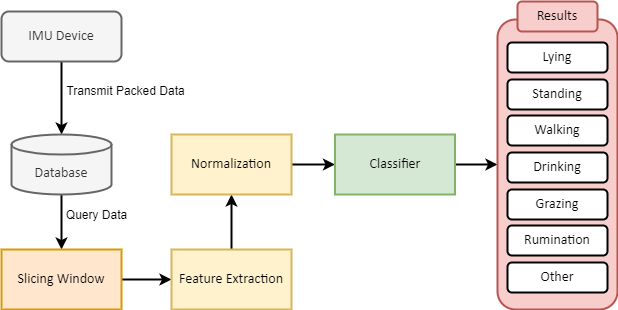 IMU Device
Transmit Packed Data
Database
Query Data
Slicing Window
Feature Extraction
Normalization
Classifier
Results
Lying
Standing
Walking
Drinking
Grazing
Rumination
Other